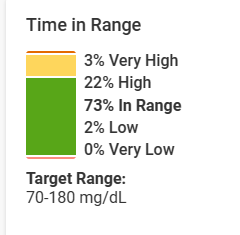 Time in Range
3% Very High
22% High
73% In Range
2% Low
0% Very Low
Target Range:
70-180 mg/dL